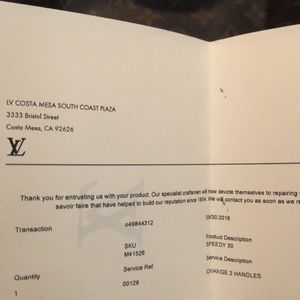 LV COSTA MESA SOUTH COAST PLAZA
3333 Bristol Street
Costa Mesa, CA 92626
LV
Thank you for entrusting us with your product. Our specialist craftsmen will now devote themselves to repairing
savoir faire that have helped to build our reputation since 1854. We will contact you as soon as we
Transaction o49844312 /30/2016
SKU Product Description
M41526 SPEEDY 30
Service Ref. Service Description
Quantity 00128 CHANGE 2 HANDLES
1